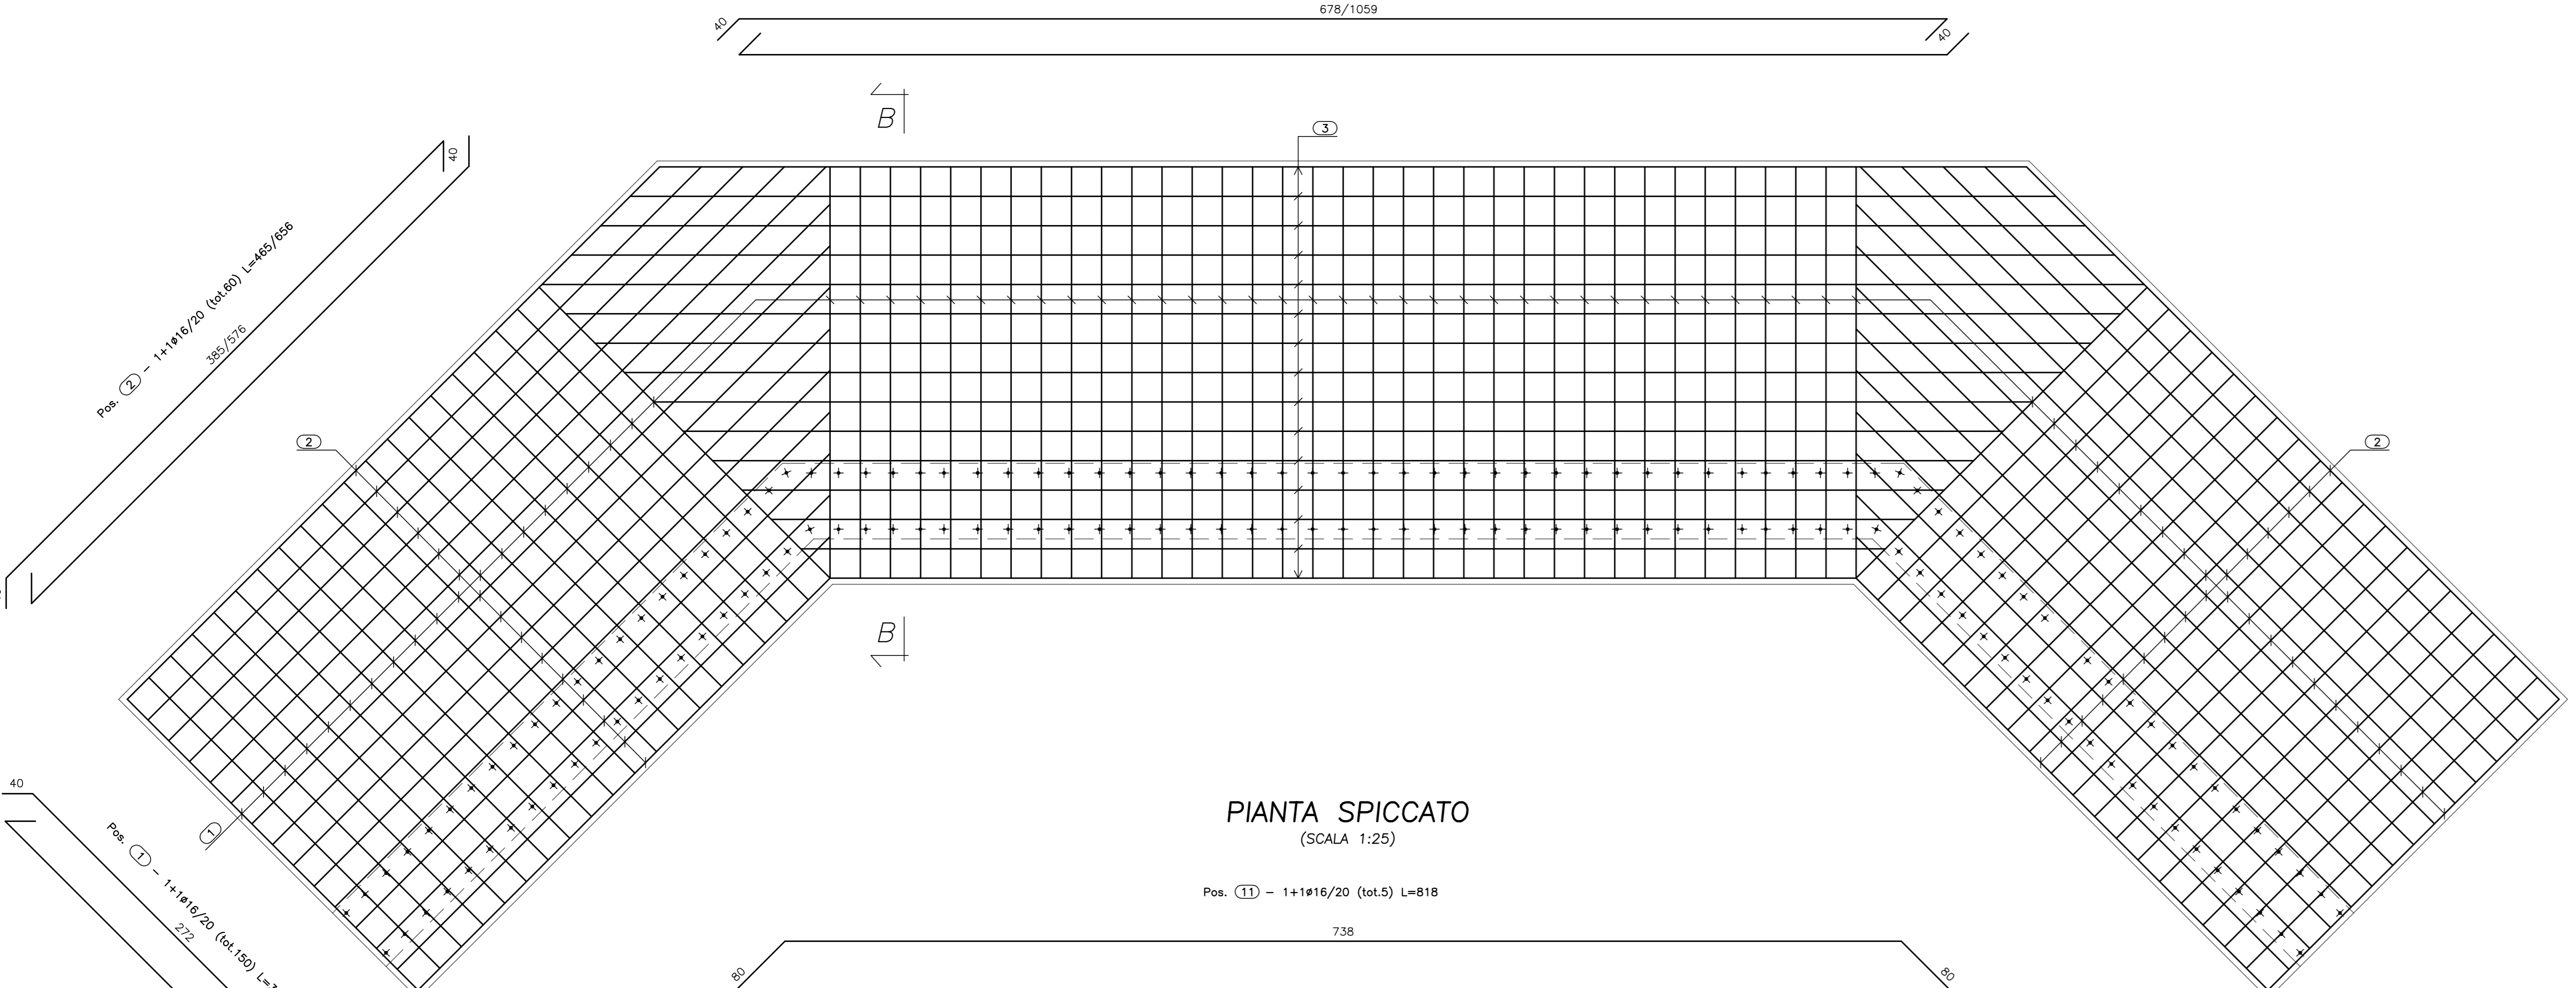 678/1059
40
40
B
3
40
Pos. 2 - 1+1ø16/20 (tot.60) L=465/656
385/576
2
2
B
1
40
Pos. 1 - 1+1ø16/20 (tot.150)
272
PIANTA SPICCATO
(SCALA 1:25)
Pos. 11 - 1+1ø16/20 (tot.5) L=818
738
80
80